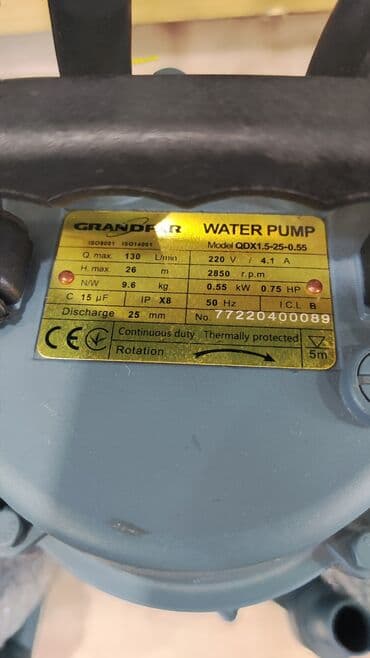 GRANDFAR WATER PUMP
ISO9001 ISO14001 Model QDX1.5-25-0.55
Q. max. 130 L/min 220 V / 4.1 A
H. max. 26 m 2850 r.p.m
N/W 9.6 kg 0.55 kW 0.75 HP
C 15 µF IP X8 50 Hz I.C.L B
Discharge 25 mm No. 77220400089
CE Continuous duty Thermally protected
Rotation 5m